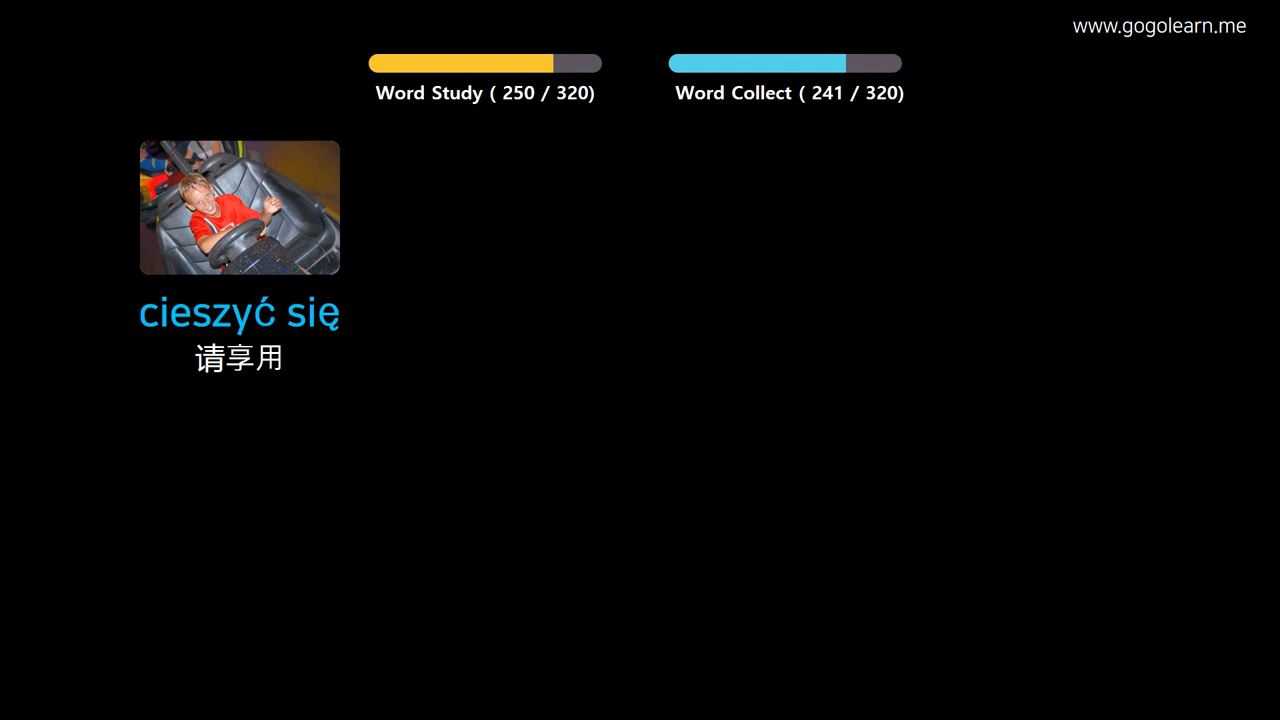 www.gogolearn.me
Word Study ( 250 / 320)
Word Collect ( 241 / 320)
cieszyć się
请享用